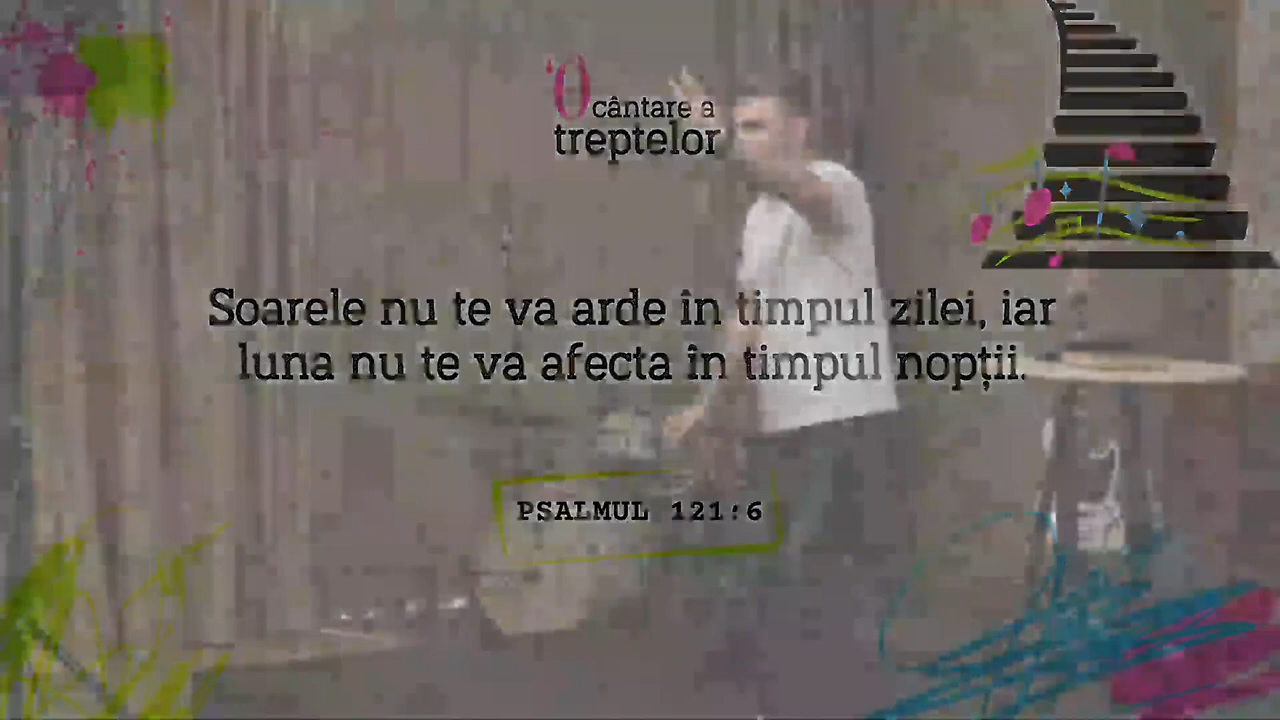 O cântare a
treptelor
Soarele nu te va arde în timpul zilei, iar
luna nu te va afecta în timpul nopții.
PSALMUL 121:6